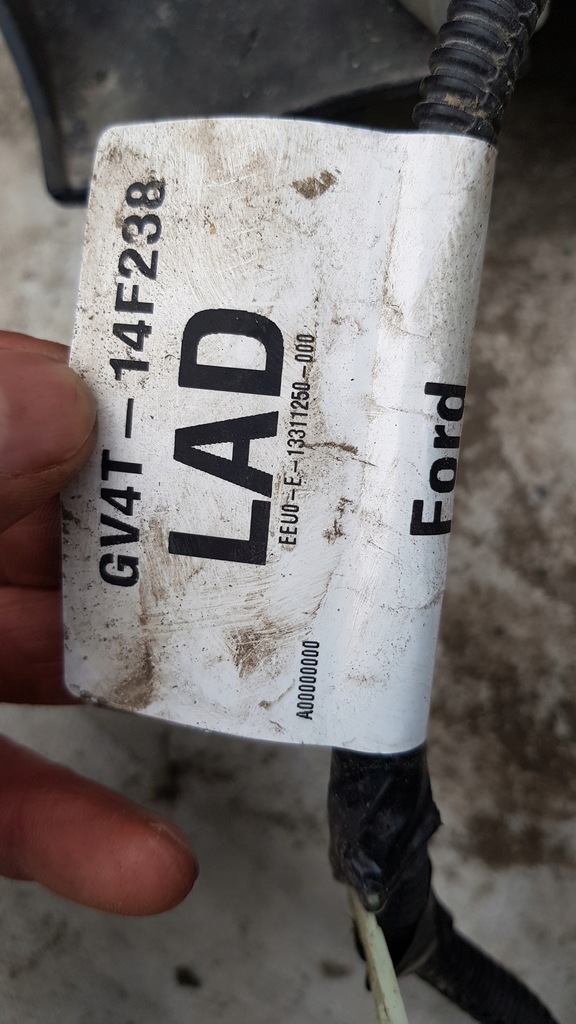 GV4T-14F238
LAD
EEU0-E-13311250-000
A00000000
Ford